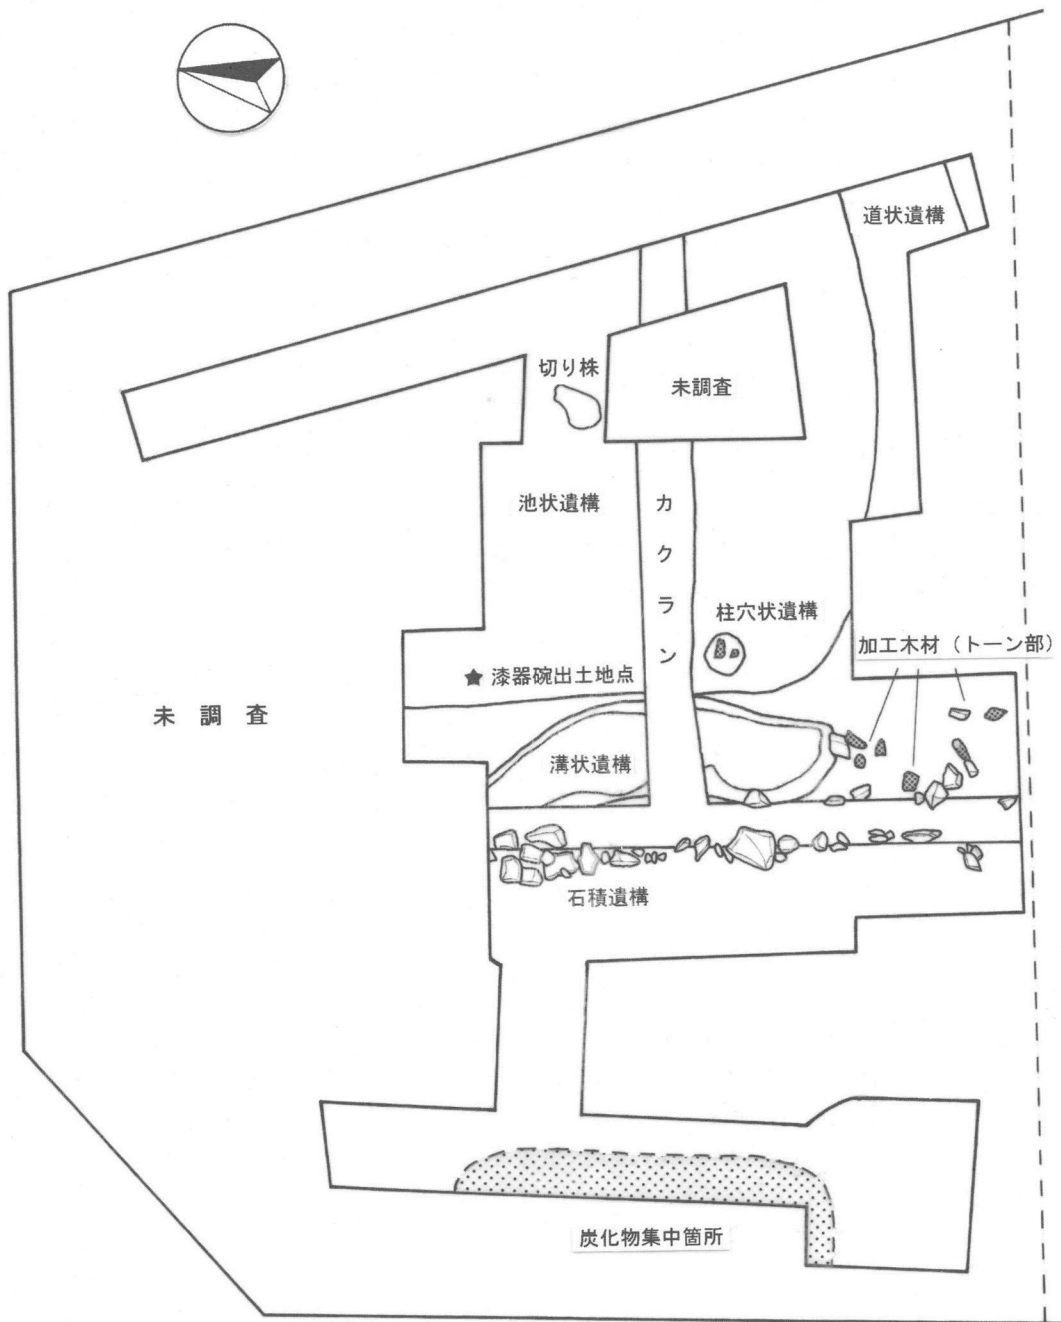 道状遺構
切り株
未調査
池状遺構
カクラン
柱穴状遺構
加工木材（トーン部）
★漆器碗出土地点
未調査
溝状遺構
石積遺構
炭化物集中箇所